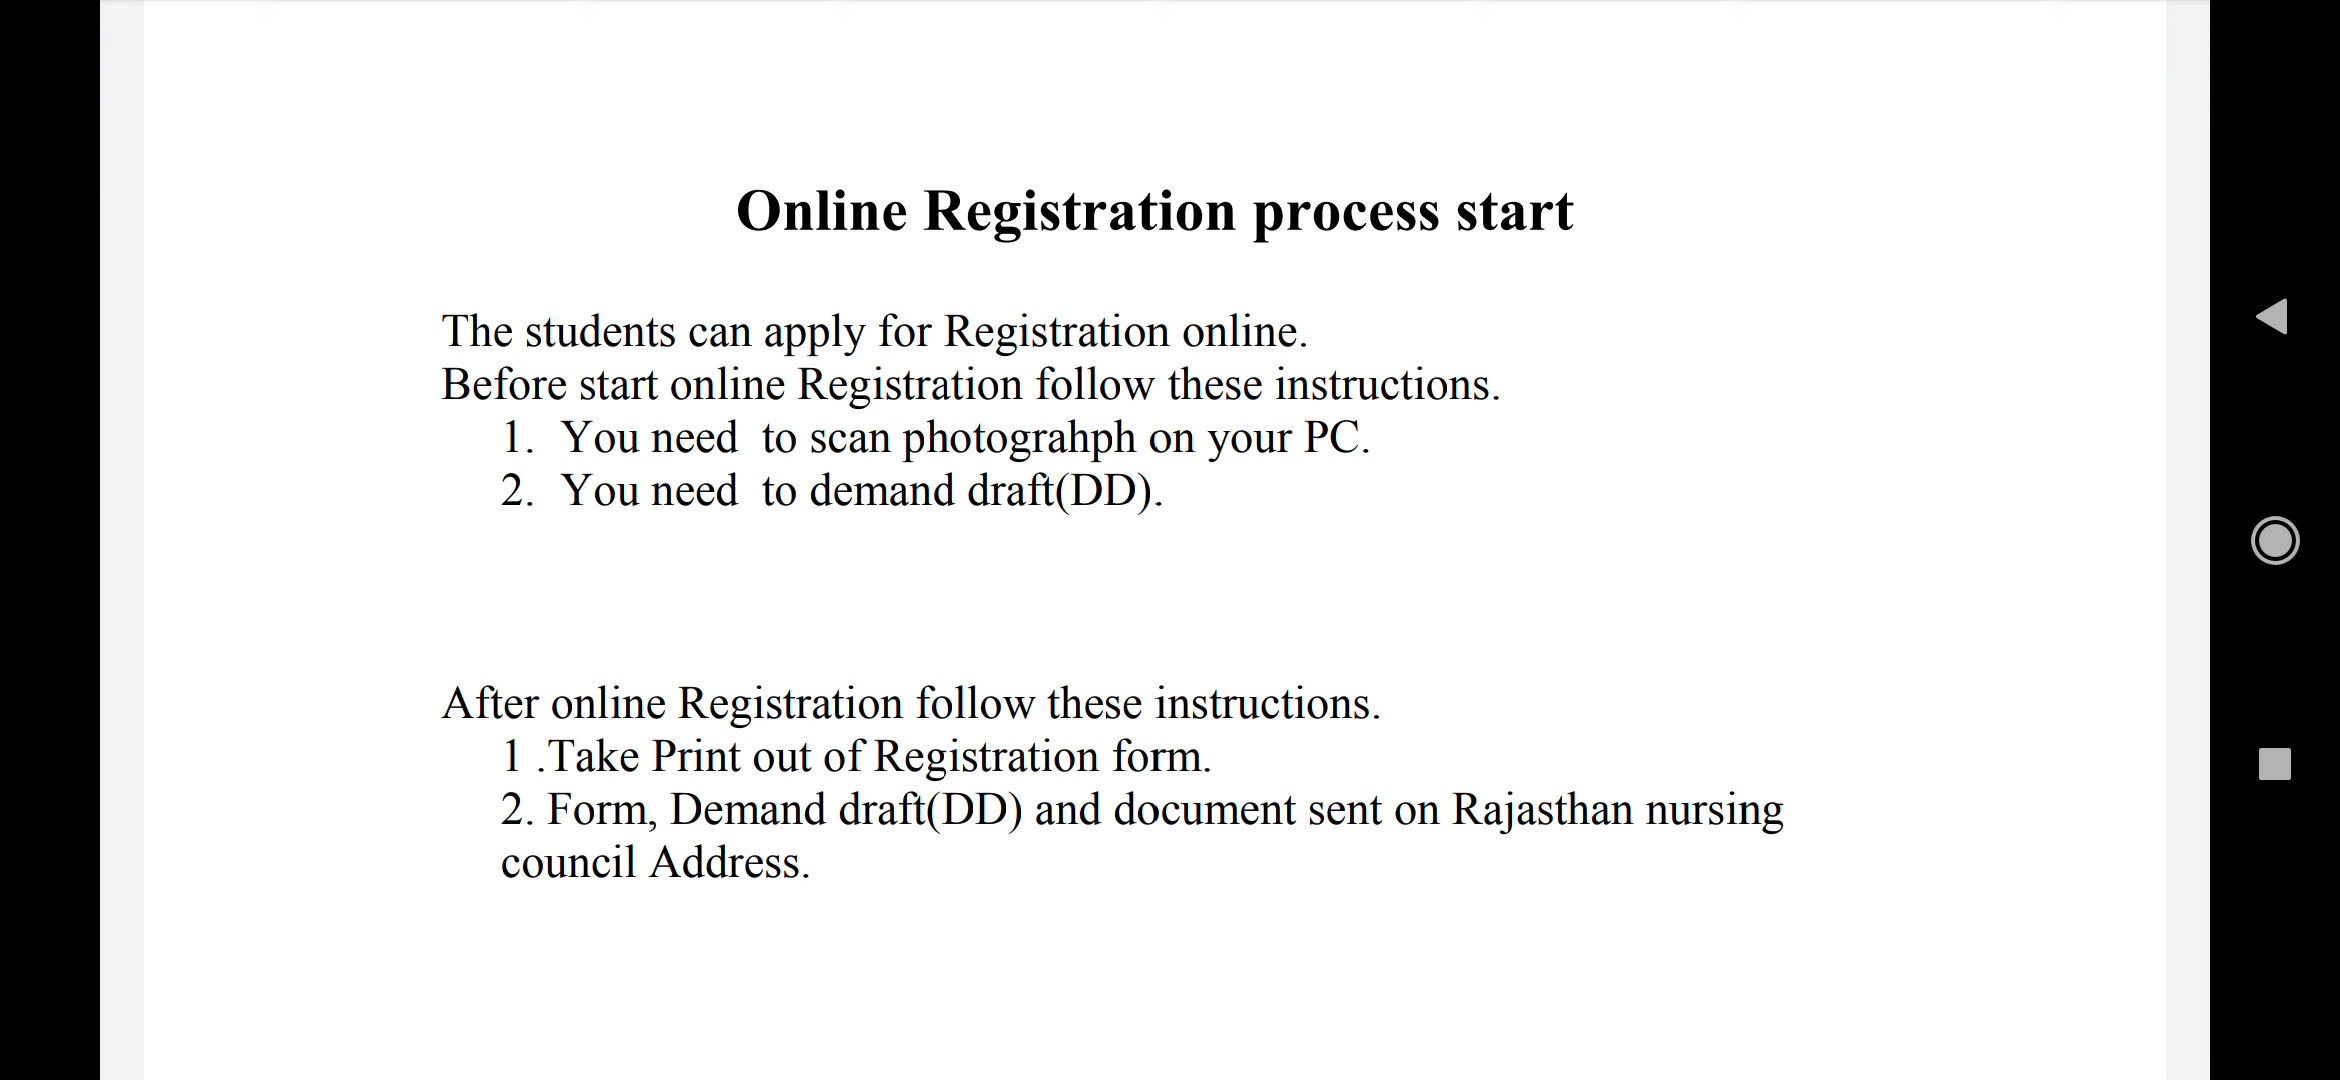 Online Registration process start
The students can apply for Registration online.
Before start online Registration follow these instructions.
1. You need  to scan photograhph on your PC.
2. You need  to demand draft(DD).
After online Registration follow these instructions.
1 .Take Print out of Registration form.
2. Form, Demand draft(DD) and document sent on Rajasthan nursing
council Address.